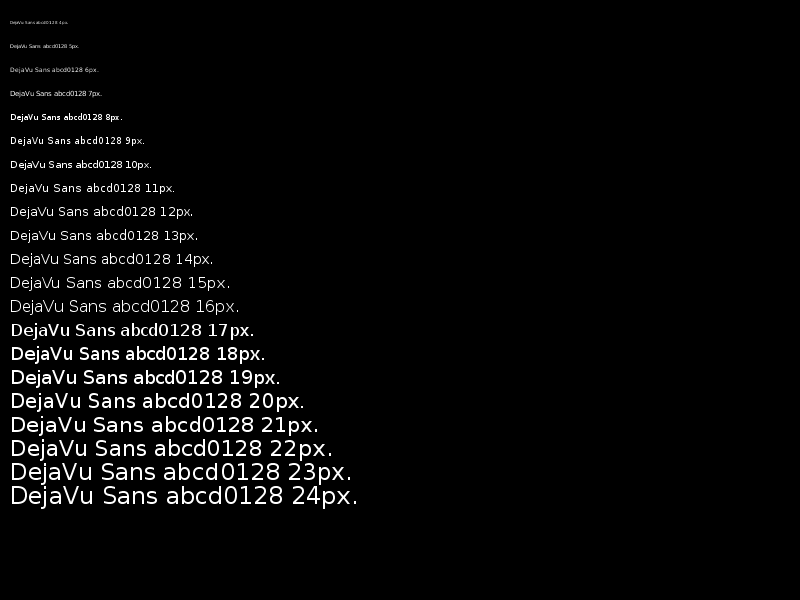 DejaVu Sans abcd0128 4px.
DejaVu Sans abcd0128 5px.
DejaVu Sans abcd0128 6px.
DejaVu Sans abcd0128 7px.
DejaVu Sans abcd0128 8px.
DejaVu Sans abcd0128 9px.
DejaVu Sans abcd0128 10px.
DejaVu Sans abcd0128 11px.
DejaVu Sans abcd0128 12px.
DejaVu Sans abcd0128 13px.
DejaVu Sans abcd0128 14px.
DejaVu Sans abcd0128 15px.
DejaVu Sans abcd0128 16px.
DejaVu Sans abcd0128 17px.
DejaVu Sans abcd0128 18px.
DejaVu Sans abcd0128 19px.
DejaVu Sans abcd0128 20px.
DejaVu Sans abcd0128 21px.
DejaVu Sans abcd0128 22px.
DejaVu Sans abcd0128 23px.
DejaVu Sans abcd0128 24px.